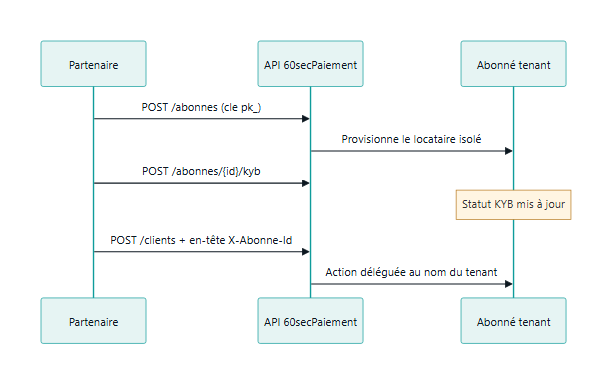 Partenaire
API 60secPaiement
Abonné tenant
POST /abonnes (cle pk_)
Provisionne le locataire isolé
POST /abonnes/{id}/kyb
Statut KYB mis à jour
POST /clients + en-tête X-Abonne-Id
Action déléguée au nom du tenant
Partenaire
API 60secPaiement
Abonné tenant